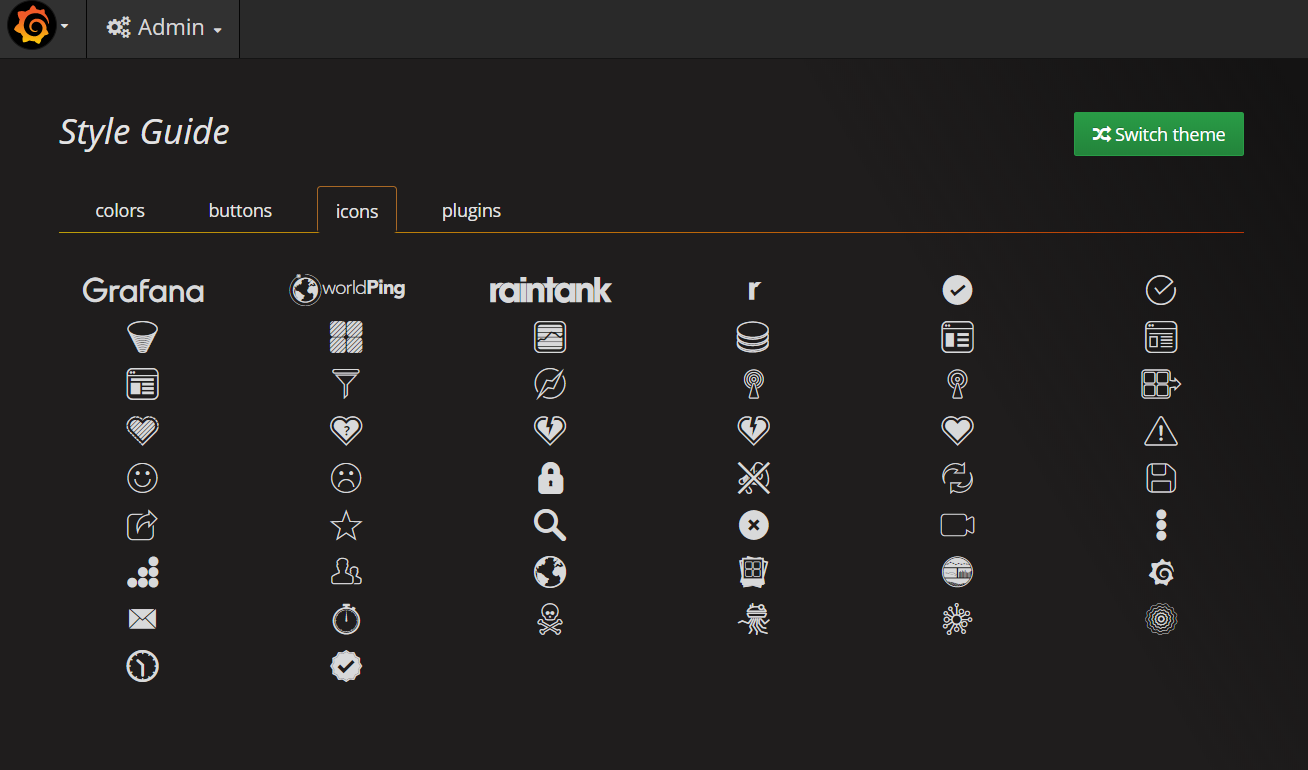 Admin
Style Guide
Switch theme
colors buttons icons plugins
Grafana worldPing raintank r
?